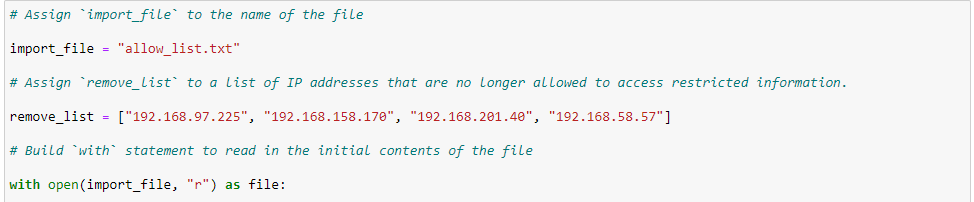 # Assign `import_file` to the name of the file
import_file = "allow_list.txt"
# Assign `remove_list` to a list of IP addresses that are no longer allowed to access restricted information.
remove_list = ["192.168.97.225", "192.168.158.170", "192.168.201.40", "192.168.58.57"]
# Build `with` statement to read in the initial contents of the file
with open(import_file, "r") as file: